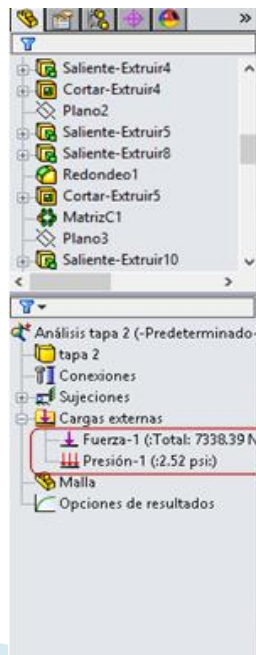 »
Saliente-Extruir4
Cortar-Extruir4
Plano2
Saliente-Extruir5
Saliente-Extruir8
Redondeo1
Cortar-Extruir5
MatrizC1
Plano3
Saliente-Extruir10
Análisis tapa 2 (-Predeterminado-
tapa 2
Conexiones
Sujeciones
Cargas externas
Fuerza-1 (:Total: 7338.39 N
Presión-1 (:2.52 psi:)
Malla
Opciones de resultados